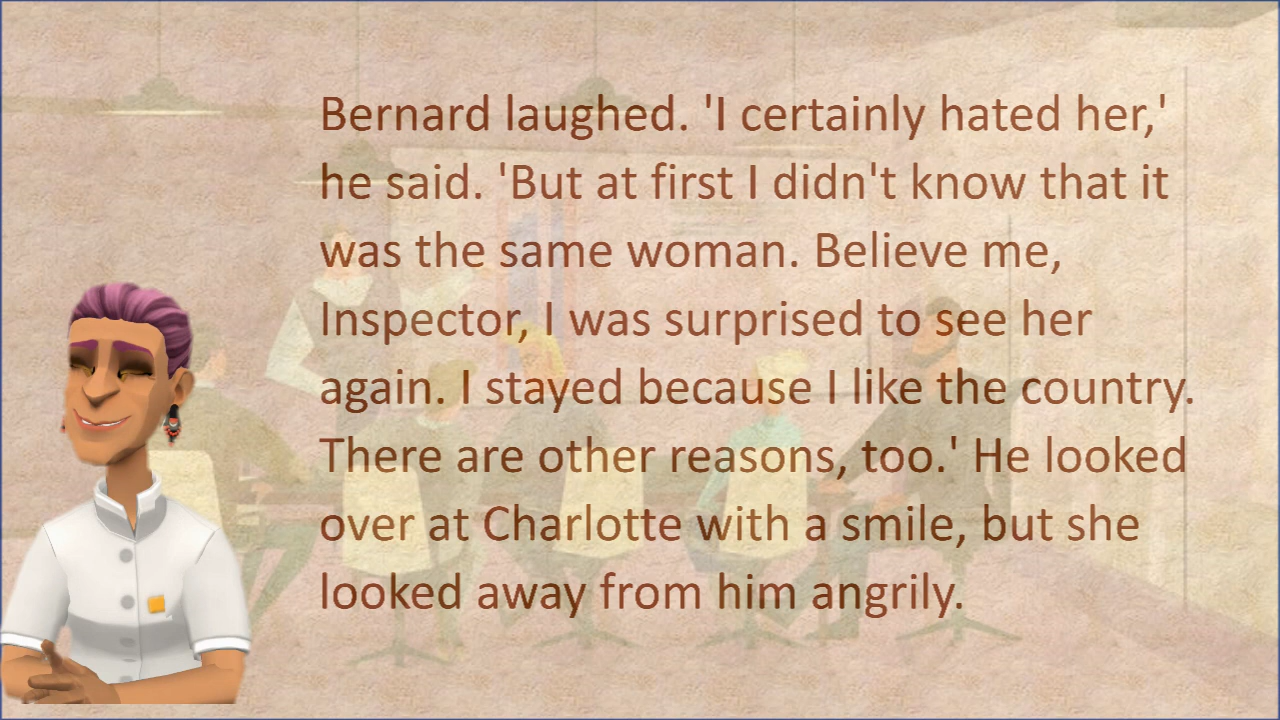 Bernard laughed. 'I certainly hated her,'
he said. 'But at first I didn't know that it
was the same woman. Believe me,
Inspector, I was surprised to see her
again. I stayed because I like the country.
There are other reasons, too.' He looked
over at Charlotte with a smile, but she
looked away from him angrily.